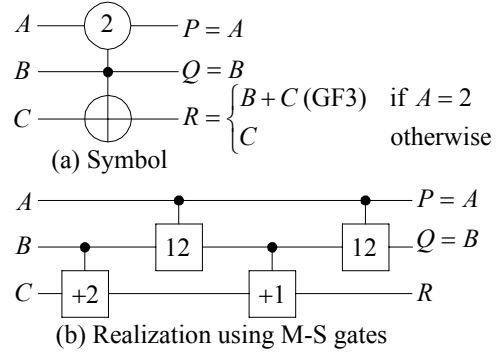 A 2 P = A
B Q = B
C R = { B + C (GF3) if A = 2
C otherwise
(a) Symbol
A P = A
B 12 12 Q = B
C +2 +1 R
(b) Realization using M-S gates